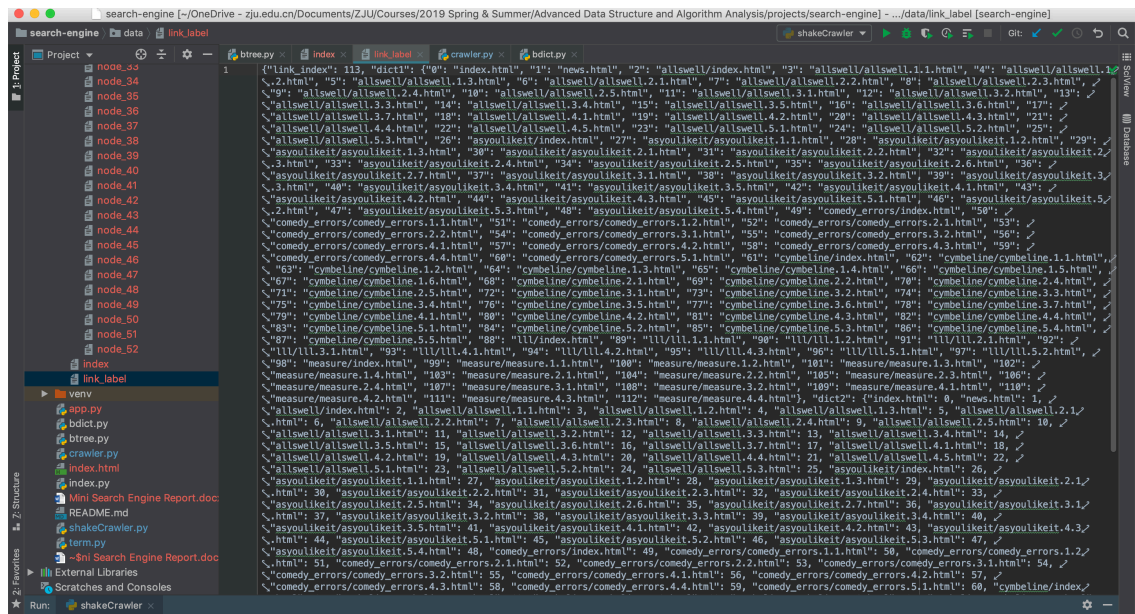 search-engine [~/OneDrive - zju.edu.cn/Documents/ZJU/Courses/2019 Spring & Summer/Advanced Data Structure and Algorithm Analysis/projects/search-engine] - .../data/link_label [search-engine]
search-engine data link_label
shakeCrawler Git:
Project
btree.py index link_label crawler.py bdict.py
1: Project
SciView
Database
2: Structure
2: Favorites
node_33
node_34
node_35
node_36
node_37
node_38
node_39
node_40
node_41
node_42
node_43
node_44
node_45
node_46
node_47
node_48
node_49
node_50
node_51
node_52
index
link_label
venv
app.py
bdict.py
btree.py
crawler.py
index.html
index.py
Mini Search Engine Report.doc
README.md
shakeCrawler.py
term.py
~$ni Search Engine Report.doc
External Libraries
Scratches and Consoles
1
{"link_index": 113, "dict1": {"0": "index.html", "1": "news.html", "2": "allswell/index.html", "3": "allswell/allswell.1.1.html", "4": "allswell/allswell.1
.2.html", "5": "allswell/allswell.1.3.html", "6": "allswell/allswell.2.1.html", "7": "allswell/allswell.2.2.html", "8": "allswell/allswell.2.3.html",
"9": "allswell/allswell.2.4.html", "10": "allswell/allswell.2.5.html", "11": "allswell/allswell.3.1.html", "12": "allswell/allswell.3.2.html", "13":
"allswell/allswell.3.3.html", "14": "allswell/allswell.3.4.html", "15": "allswell/allswell.3.5.html", "16": "allswell/allswell.3.6.html", "17":
"allswell/allswell.3.7.html", "18": "allswell/allswell.4.1.html", "19": "allswell/allswell.4.2.html", "20": "allswell/allswell.4.3.html", "21":
"allswell/allswell.4.4.html", "22": "allswell/allswell.4.5.html", "23": "allswell/allswell.5.1.html", "24": "allswell/allswell.5.2.html", "25":
"allswell/allswell.5.3.html", "26": "asyoulikeit/index.html", "27": "asyoulikeit/asyoulikeit.1.1.html", "28": "asyoulikeit/asyoulikeit.1.2.html", "29":
"asyoulikeit/asyoulikeit.1.3.html", "30": "asyoulikeit/asyoulikeit.2.1.html", "31": "asyoulikeit/asyoulikeit.2.2.html", "32": "asyoulikeit/asyoulikeit.2
.3.html", "33": "asyoulikeit/asyoulikeit.2.4.html", "34": "asyoulikeit/asyoulikeit.2.5.html", "35": "asyoulikeit/asyoulikeit.2.6.html", "36":
"asyoulikeit/asyoulikeit.2.7.html", "37": "asyoulikeit/asyoulikeit.3.1.html", "38": "asyoulikeit/asyoulikeit.3.2.html", "39": "asyoulikeit/asyoulikeit.3
.3.html", "40": "asyoulikeit/asyoulikeit.3.4.html", "41": "asyoulikeit/asyoulikeit.3.5.html", "42": "asyoulikeit/asyoulikeit.4.1.html", "43":
"asyoulikeit/asyoulikeit.4.2.html", "44": "asyoulikeit/asyoulikeit.4.3.html", "45": "asyoulikeit/asyoulikeit.5.1.html", "46": "asyoulikeit/asyoulikeit.5
.2.html", "47": "asyoulikeit/asyoulikeit.5.3.html", "48": "asyoulikeit/asyoulikeit.5.4.html", "49": "comedy_errors/index.html", "50":
"comedy_errors/comedy_errors.1.1.html", "51": "comedy_errors/comedy_errors.1.2.html", "52": "comedy_errors/comedy_errors.2.1.html", "53":
"comedy_errors/comedy_errors.2.2.html", "54": "comedy_errors/comedy_errors.3.1.html", "55": "comedy_errors/comedy_errors.3.2.html", "56":
"comedy_errors/comedy_errors.4.1.html", "57": "comedy_errors/comedy_errors.4.2.html", "58": "comedy_errors/comedy_errors.4.3.html", "59":
"comedy_errors/comedy_errors.4.4.html", "60": "comedy_errors/comedy_errors.5.1.html", "61": "cymbeline/index.html", "62": "cymbeline/cymbeline.1.1.html",
"63": "cymbeline/cymbeline.1.2.html", "64": "cymbeline/cymbeline.1.3.html", "65": "cymbeline/cymbeline.1.4.html", "66": "cymbeline/cymbeline.1.5.html",
"67": "cymbeline/cymbeline.1.6.html", "68": "cymbeline/cymbeline.2.1.html", "69": "cymbeline/cymbeline.2.2.html", "70": "cymbeline/cymbeline.2.4.html",
"71": "cymbeline/cymbeline.2.5.html", "72": "cymbeline/cymbeline.3.1.html", "73": "cymbeline/cymbeline.3.2.html", "74": "cymbeline/cymbeline.3.3.html",
"75": "cymbeline/cymbeline.3.4.html", "76": "cymbeline/cymbeline.3.5.html", "77": "cymbeline/cymbeline.3.6.html", "78": "cymbeline/cymbeline.3.7.html",
"79": "cymbeline/cymbeline.4.1.html", "80": "cymbeline/cymbeline.4.2.html", "81": "cymbeline/cymbeline.4.3.html", "82": "cymbeline/cymbeline.4.4.html",
"83": "cymbeline/cymbeline.5.1.html", "84": "cymbeline/cymbeline.5.2.html", "85": "cymbeline/cymbeline.5.3.html", "86": "cymbeline/cymbeline.5.4.html",
"87": "cymbeline/cymbeline.5.5.html", "88": "lll/index.html", "89": "lll/lll.1.1.html", "90": "lll/lll.1.2.html", "91": "lll/lll.2.1.html", "92":
"lll/lll.3.1.html", "93": "lll/lll.4.1.html", "94": "lll/lll.4.2.html", "95": "lll/lll.4.3.html", "96": "lll/lll.5.1.html", "97": "lll/lll.5.2.html",
"98": "measure/index.html", "99": "measure/measure.1.1.html", "100": "measure/measure.1.2.html", "101": "measure/measure.1.3.html", "102":
"measure/measure.1.4.html", "103": "measure/measure.2.1.html", "104": "measure/measure.2.2.html", "105": "measure/measure.2.3.html", "106":
"measure/measure.2.4.html", "107": "measure/measure.3.1.html", "108": "measure/measure.3.2.html", "109": "measure/measure.4.1.html", "110":
"measure/measure.4.2.html", "111": "measure/measure.4.3.html", "112": "measure/measure.4.4.html"}, "dict2": {"index.html": 0, "news.html": 1,
"allswell/index.html": 2, "allswell/allswell.1.1.html": 3, "allswell/allswell.1.2.html": 4, "allswell/allswell.1.3.html": 5, "allswell/allswell.2.1
.html": 6, "allswell/allswell.2.2.html": 7, "allswell/allswell.2.3.html": 8, "allswell/allswell.2.4.html": 9, "allswell/allswell.2.5.html": 10,
"allswell/allswell.3.1.html": 11, "allswell/allswell.3.2.html": 12, "allswell/allswell.3.3.html": 13, "allswell/allswell.3.4.html": 14,
"allswell/allswell.3.5.html": 15, "allswell/allswell.3.6.html": 16, "allswell/allswell.3.7.html": 17, "allswell/allswell.4.1.html": 18,
"allswell/allswell.4.2.html": 19, "allswell/allswell.4.3.html": 20, "allswell/allswell.4.4.html": 21, "allswell/allswell.4.5.html": 22,
"allswell/allswell.5.1.html": 23, "allswell/allswell.5.2.html": 24, "allswell/allswell.5.3.html": 25, "asyoulikeit/index.html": 26,
"asyoulikeit/asyoulikeit.1.1.html": 27, "asyoulikeit/asyoulikeit.1.2.html": 28, "asyoulikeit/asyoulikeit.1.3.html": 29, "asyoulikeit/asyoulikeit.2.1
.html": 30, "asyoulikeit/asyoulikeit.2.2.html": 31, "asyoulikeit/asyoulikeit.2.3.html": 32, "asyoulikeit/asyoulikeit.2.4.html": 33,
"asyoulikeit/asyoulikeit.2.5.html": 34, "asyoulikeit/asyoulikeit.2.6.html": 35, "asyoulikeit/asyoulikeit.2.7.html": 36, "asyoulikeit/asyoulikeit.3.1
.html": 37, "asyoulikeit/asyoulikeit.3.2.html": 38, "asyoulikeit/asyoulikeit.3.3.html": 39, "asyoulikeit/asyoulikeit.3.4.html": 40,
"asyoulikeit/asyoulikeit.3.5.html": 41, "asyoulikeit/asyoulikeit.4.1.html": 42, "asyoulikeit/asyoulikeit.4.2.html": 43, "asyoulikeit/asyoulikeit.4.3
.html": 44, "asyoulikeit/asyoulikeit.5.1.html": 45, "asyoulikeit/asyoulikeit.5.2.html": 46, "asyoulikeit/asyoulikeit.5.3.html": 47,
"asyoulikeit/asyoulikeit.5.4.html": 48, "comedy_errors/index.html": 49, "comedy_errors/comedy_errors.1.1.html": 50, "comedy_errors/comedy_errors.1.2
.html": 51, "comedy_errors/comedy_errors.2.1.html": 52, "comedy_errors/comedy_errors.2.2.html": 53, "comedy_errors/comedy_errors.3.1.html": 54,
"comedy_errors/comedy_errors.3.2.html": 55, "comedy_errors/comedy_errors.4.1.html": 56, "comedy_errors/comedy_errors.4.2.html": 57,
"comedy_errors/comedy_errors.4.3.html": 58, "comedy_errors/comedy_errors.4.4.html": 59, "comedy_errors/comedy_errors.5.1.html": 60, "cymbeline/index
Run: shakeCrawler